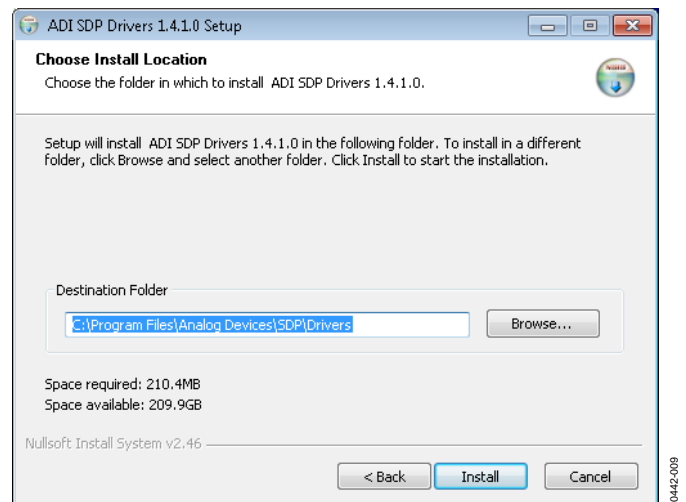 ADI SDP Drivers 1.4.1.0 Setup
Choose Install Location
Choose the folder in which to install ADI SDP Drivers 1.4.1.0.
Setup will install ADI SDP Drivers 1.4.1.0 in the following folder. To install in a different
folder, click Browse and select another folder. Click Install to start the installation.
Destination Folder
C:\Program Files\Analog Devices\SDP\Drivers
Browse...
Space required: 210.4MB
Space available: 209.9GB
Nullsoft Install System v2.46
< Back
Install
Cancel
0442-009